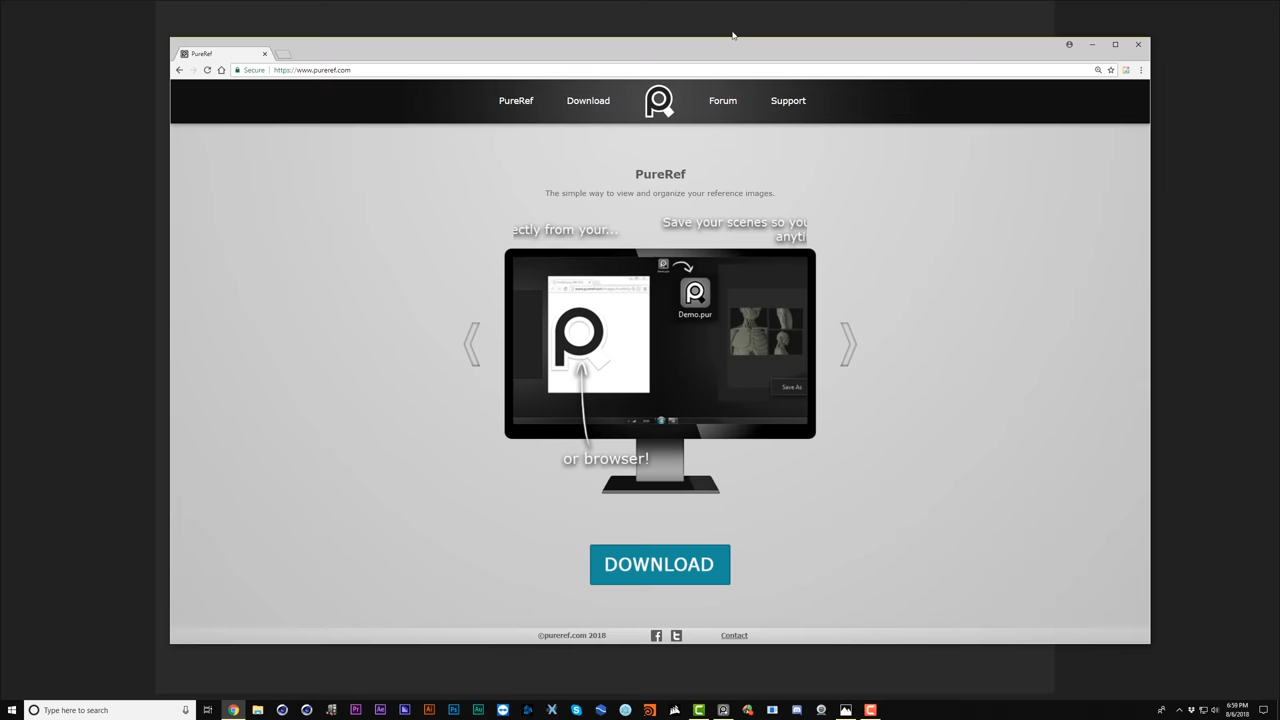 PureRef
Secure
https://www.pureref.com
PureRef
Download
Forum
Support
PureRef
The simple way to view and organize your reference images.
ectly from your...
Save your scenes so you
anyti
Demo.pur
Save As
or browser!
DOWNLOAD
©pureref.com 2018
Contact
Type here to search
6:59 PM
8/6/2018